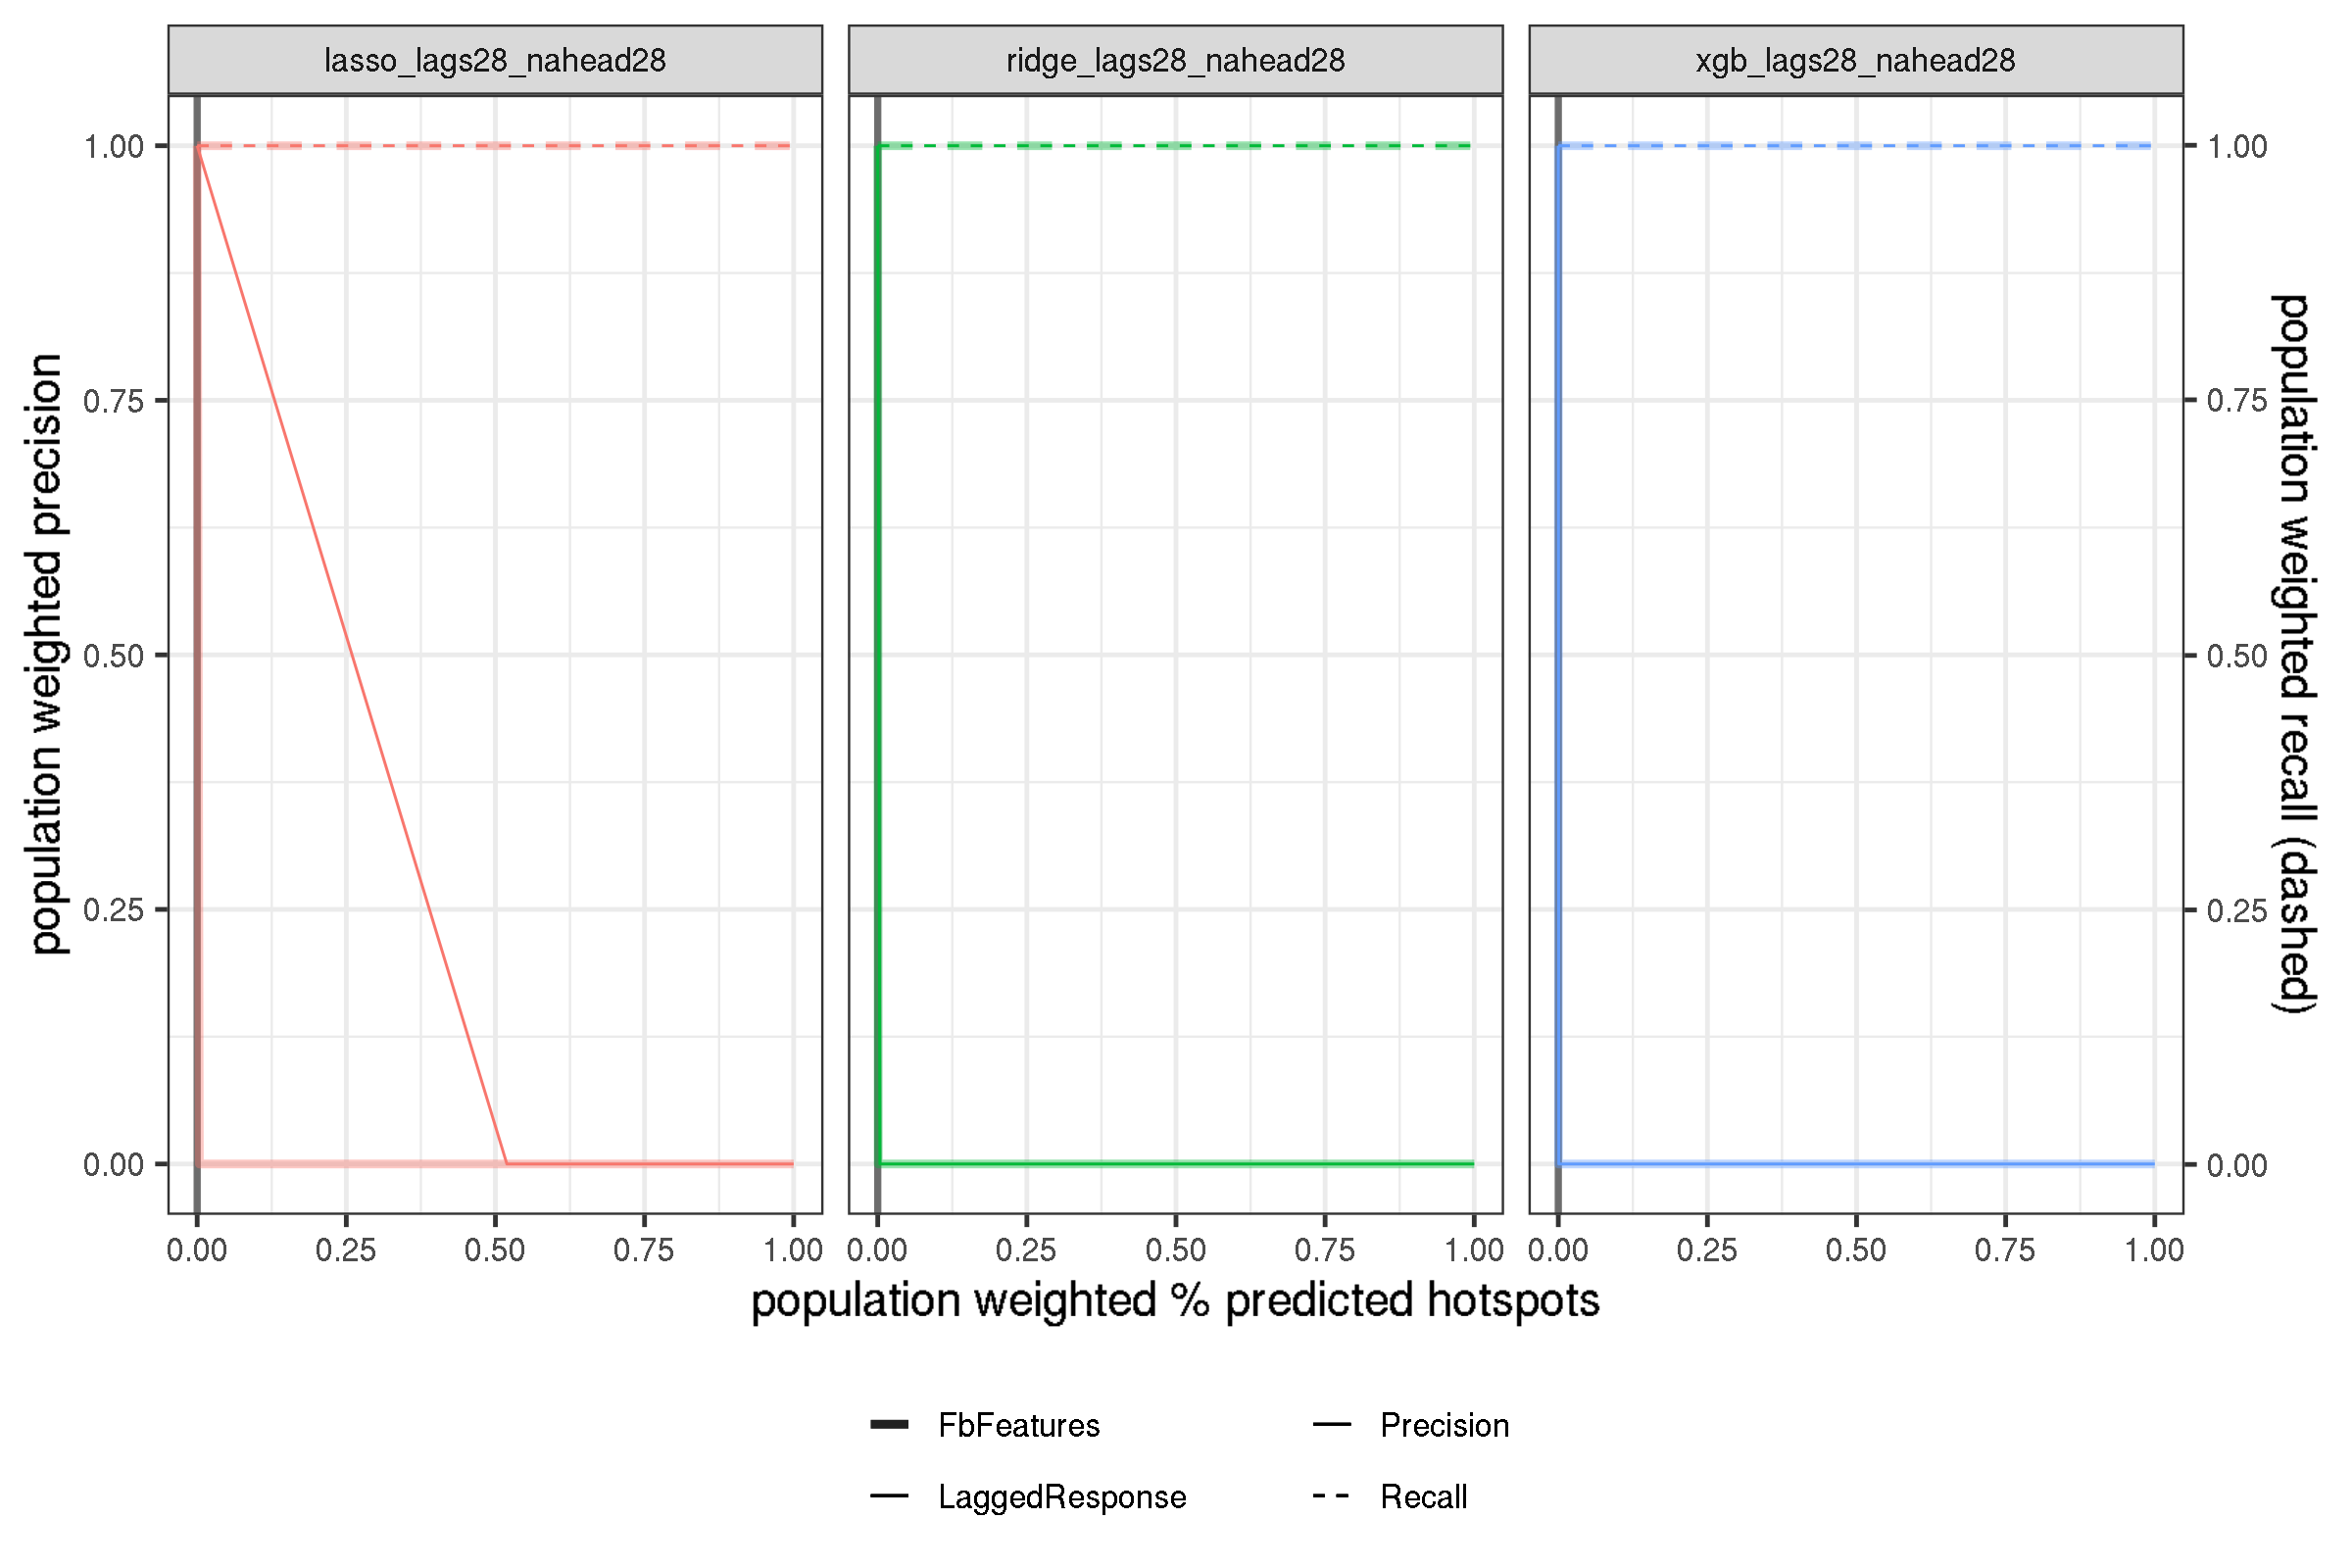 lasso_lags28_nahead28
ridge_lags28_nahead28
xgb_lags28_nahead28
population weighted precision
1.00
0.75
0.50
0.25
0.00
1.00
0.75
0.50
0.25
0.00
population weighted recall (dashed)
0.00 0.25 0.50 0.75 1.00
0.00 0.25 0.50 0.75 1.00
0.00 0.25 0.50 0.75 1.00
population weighted % predicted hotspots
FbFeatures
LaggedResponse
Precision
Recall